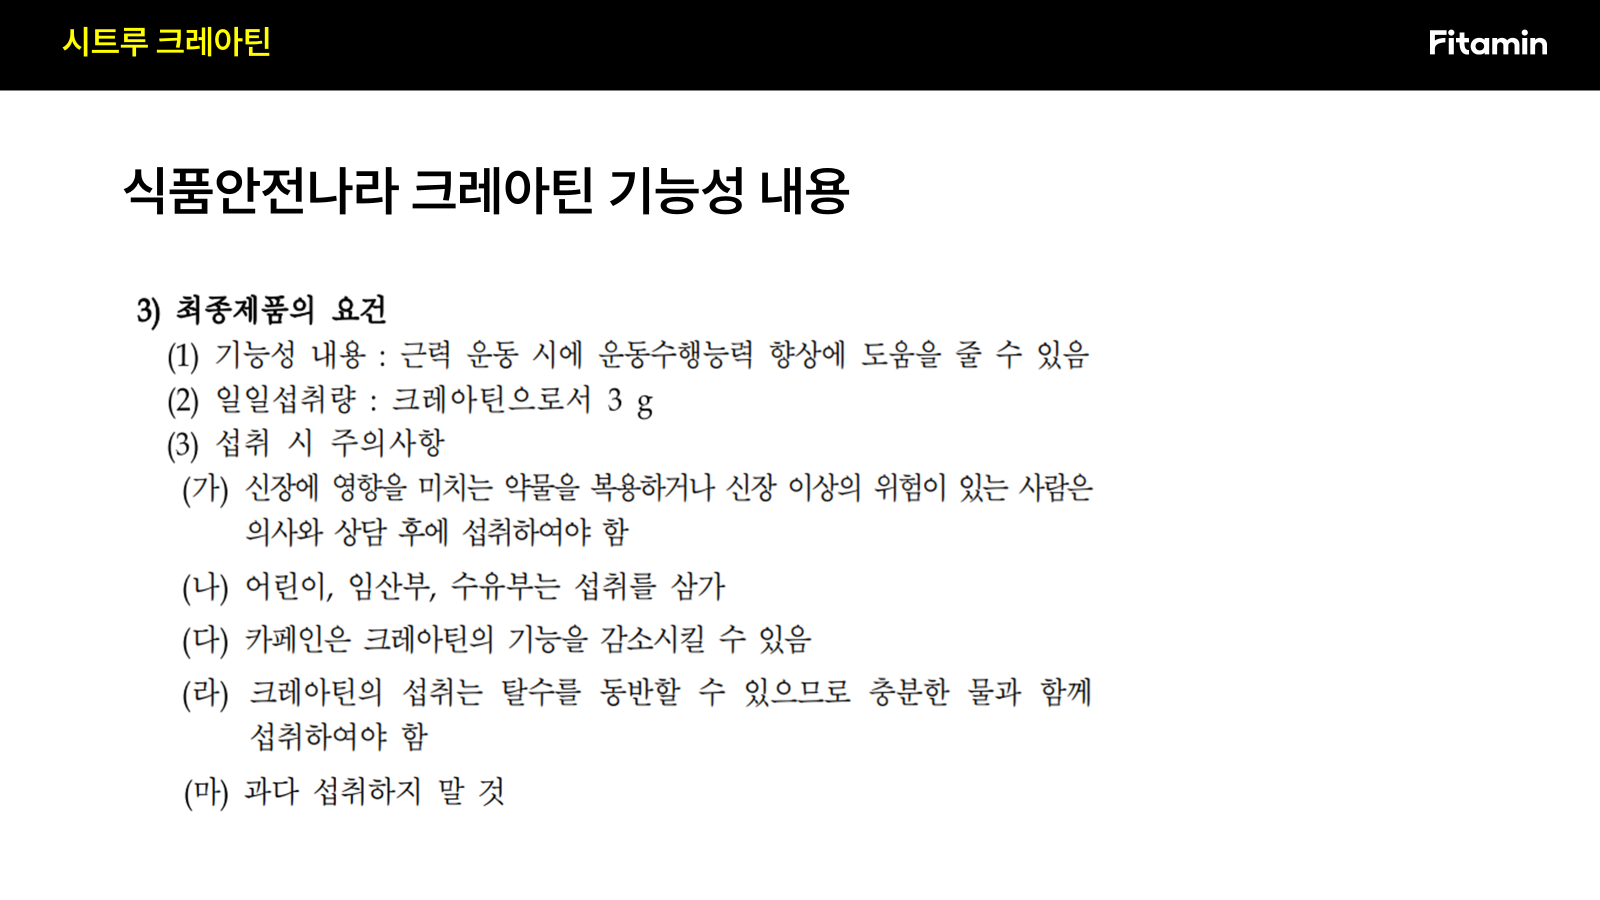 시트루 크레아틴
Fitamin
식품안전나라 크레아틴 기능성 내용
3) 최종제품의 요건
(1) 기능성 내용 : 근력 운동 시에 운동수행능력 향상에 도움을 줄 수 있음
(2) 일일섭취량 : 크레아틴으로서 3 g
(3) 섭취 시 주의사항
(가) 신장에 영향을 미치는 약물을 복용하거나 신장 이상의 위험이 있는 사람은
의사와 상담 후에 섭취하여야 함
(나) 어린이, 임산부, 수유부는 섭취를 삼가
(다) 카페인은 크레아틴의 기능을 감소시킬 수 있음
(라) 크레아틴의 섭취는 탈수를 동반할 수 있으므로 충분한 물과 함께
섭취하여야 함
(마) 과다 섭취하지 말 것